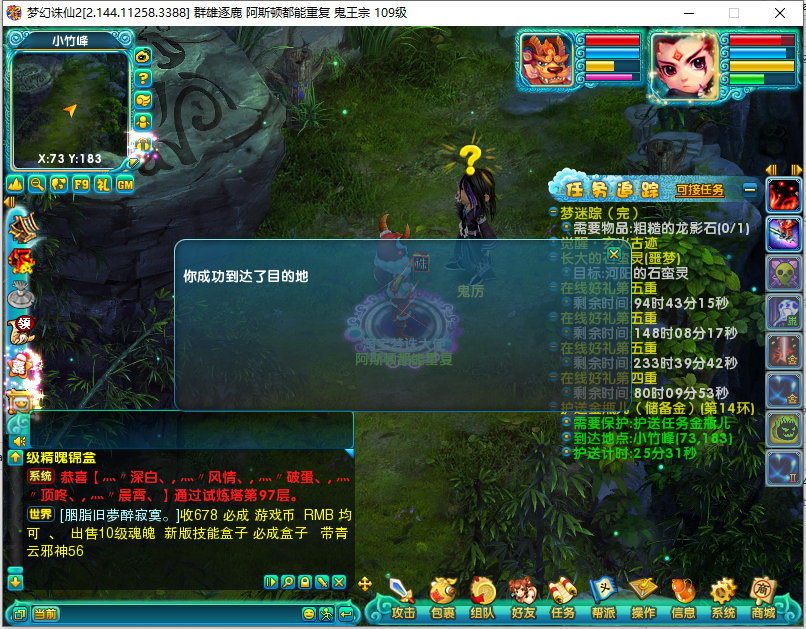 梦幻诛仙2[2.144.11258.3388] 群雄逐鹿 阿斯顿都能重复 鬼王宗 109级
小竹峰
X:73 Y:183
F9
礼
GM
领
任务追踪 可接任务
梦迷踪（完）
需要物品:粗糙的龙影石(0/1)
古迹
灵(噩梦)
目标:河阳的石蛮灵
在线好礼第五重
剩余时间 94时43分15秒
在线好礼第五重
剩余时间 148时08分17秒
在线好礼第五重
剩余时间 233时39分42秒
在线好礼第四重
剩余时间 80时09分53秒
护送金瓶儿（储备金）(第14环)
需要保护:护送任务金瓶儿
到达地点:小竹峰(73,183)
护送计时:25分31秒
你成功到达了目的地
鬼厉
阿斯顿都能重复
级精魄锦盒
系统 恭喜【灬〃深白、,灬〃风情、,灬〃破蛋、,灬
〃顶咚、,灬〃晨霄、】通过试炼塔第97层。
世界 [胭脂旧夢醉寂寞。]收678 必成 游戏币 RMB 均
可 、 出售10级魂魄 新版技能盒子 必成盒子 带青
云邪神56
当前
攻击 包裹 组队 好友 任务 帮派 操作 信息 系统 商城